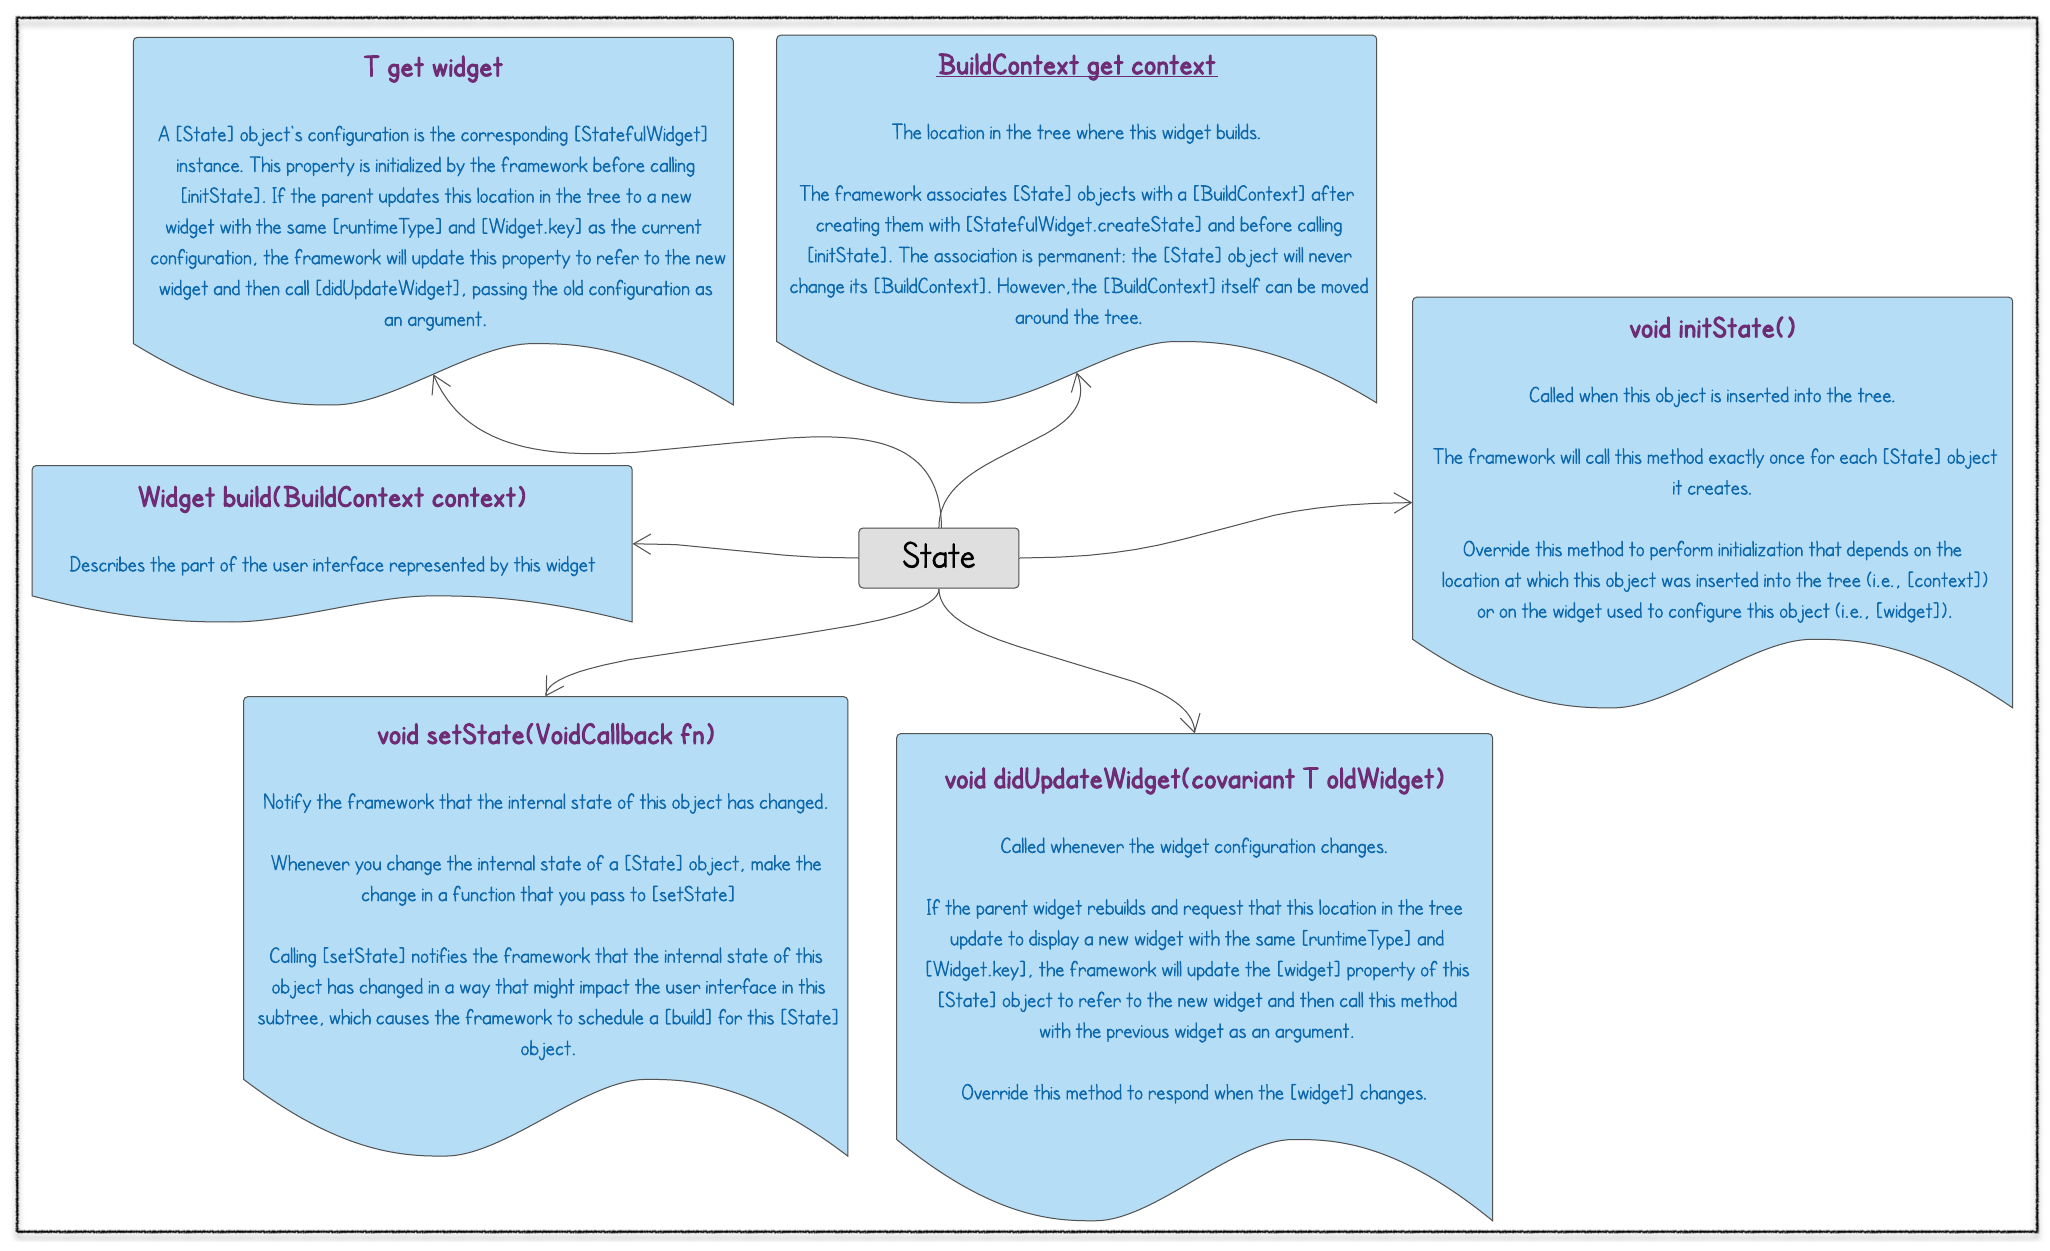 T get widget
A [State] object's configuration is the corresponding [StatefulWidget]
instance. This property is initialized by the framework before calling
[initState]. If the parent updates this location in the tree to a new
widget with the same [runtimeType] and [Widget.key] as the current
configuration, the framework will update this property to refer to the new
widget and then call [didUpdateWidget], passing the old configuration as
an argument.
BuildContext get context
The location in the tree where this widget builds.
The framework associates [State] objects with a [BuildContext] after
creating them with [StatefulWidget.createState] and before calling
[initState]. The association is permanent: the [State] object will never
change its [BuildContext]. However,the [BuildContext] itself can be moved
around the tree.
void initState()
Called when this object is inserted into the tree.
The framework will call this method exactly once for each [State] object
it creates.
Override this method to perform initialization that depends on the
location at which this object was inserted into the tree (i.e., [context])
or on the widget used to configure this object (i.e., [widget]).
Widget build(BuildContext context)
Describes the part of the user interface represented by this widget
State
void setState(VoidCallback fn)
Notify the framework that the internal state of this object has changed.
Whenever you change the internal state of a [State] object, make the
change in a function that you pass to [setState]
Calling [setState] notifies the framework that the internal state of this
object has changed in a way that might impact the user interface in this
subtree, which causes the framework to schedule a [build] for this [State]
object.
void didUpdateWidget(covariant T oldWidget)
Called whenever the widget configuration changes.
If the parent widget rebuilds and request that this location in the tree
update to display a new widget with the same [runtimeType] and
[Widget.key], the framework will update the [widget] property of this
[State] object to refer to the new widget and then call this method
with the previous widget as an argument.
Override this method to respond when the [widget] changes.